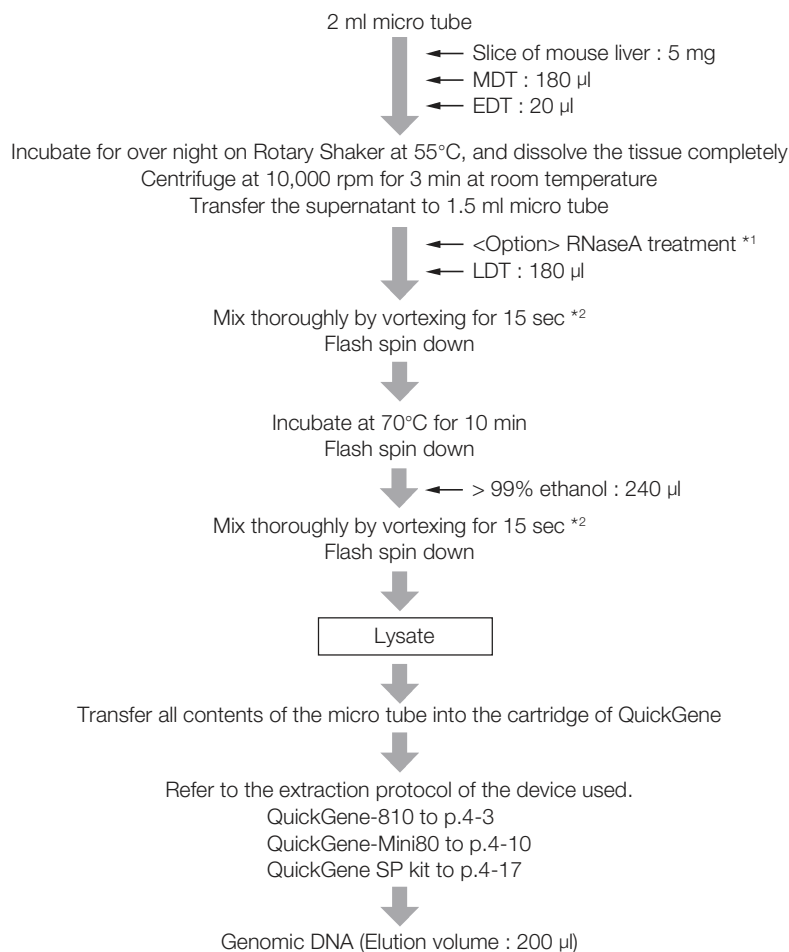 2 ml micro tube
Slice of mouse liver : 5 mg
MDT : 180 µl
EDT : 20 µl
Incubate for over night on Rotary Shaker at 55°C, and dissolve the tissue completely
Centrifuge at 10,000 rpm for 3 min at room temperature
Transfer the supernatant to 1.5 ml micro tube
<Option> RNaseA treatment *1
LDT : 180 µl
Mix thoroughly by vortexing for 15 sec *2
Flash spin down
Incubate at 70°C for 10 min
Flash spin down
> 99% ethanol : 240 µl
Mix thoroughly by vortexing for 15 sec *2
Flash spin down
Lysate
Transfer all contents of the micro tube into the cartridge of QuickGene
Refer to the extraction protocol of the device used.
QuickGene-810 to p.4-3
QuickGene-Mini80 to p.4-10
QuickGene SP kit to p.4-17
Genomic DNA (Elution volume : 200 µl)